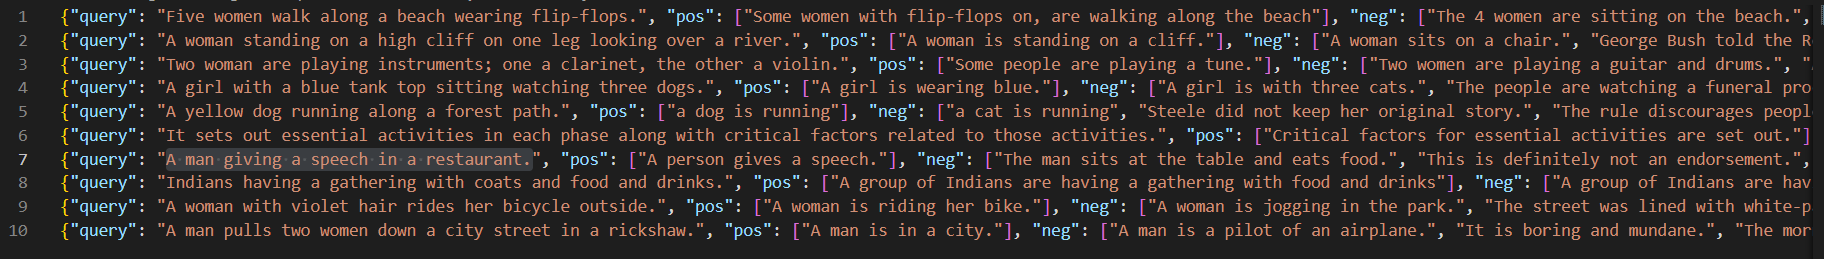 1 {"query": "Five women walk along a beach wearing flip-flops.", "pos": ["Some women with flip-flops on, are walking along the beach"], "neg": ["The 4 women are sitting on the beach.",
2 {"query": "A woman standing on a high cliff on one leg looking over a river.", "pos": ["A woman is standing on a cliff."], "neg": ["A woman sits on a chair.", "George Bush told the R
3 {"query": "Two woman are playing instruments; one a clarinet, the other a violin.", "pos": ["Some people are playing a tune."], "neg": ["Two women are playing a guitar and drums.", "
4 {"query": "A girl with a blue tank top sitting watching three dogs.", "pos": ["A girl is wearing blue."], "neg": ["A girl is with three cats.", "The people are watching a funeral pro
5 {"query": "A yellow dog running along a forest path.", "pos": ["a dog is running"], "neg": ["a cat is running", "Steele did not keep her original story.", "The rule discourages peopl
6 {"query": "It sets out essential activities in each phase along with critical factors related to those activities.", "pos": ["Critical factors for essential activities are set out."]
7 {"query": "A man giving a speech in a restaurant.", "pos": ["A person gives a speech."], "neg": ["The man sits at the table and eats food.", "This is definitely not an endorsement.",
8 {"query": "Indians having a gathering with coats and food and drinks.", "pos": ["A group of Indians are having a gathering with food and drinks"], "neg": ["A group of Indians are hav
9 {"query": "A woman with violet hair rides her bicycle outside.", "pos": ["A woman is riding her bike."], "neg": ["A woman is jogging in the park.", "The street was lined with white-p
10 {"query": "A man pulls two women down a city street in a rickshaw.", "pos": ["A man is in a city."], "neg": ["A man is a pilot of an airplane.", "It is boring and mundane.", "The mor